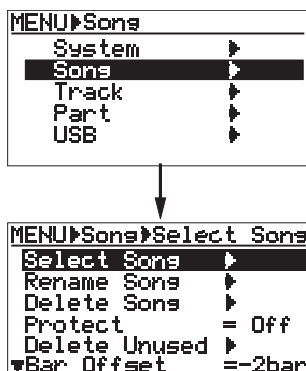 MENU▶Song
System ▶
Song ▶
Track ▶
Part ▶
USB ▶
MENU▶Song▶Select Song
Select Song ▶
Rename Song ▶
Delete Song ▶
Protect = Off
Delete Unused ▶
▼Bar Offset =-2bar